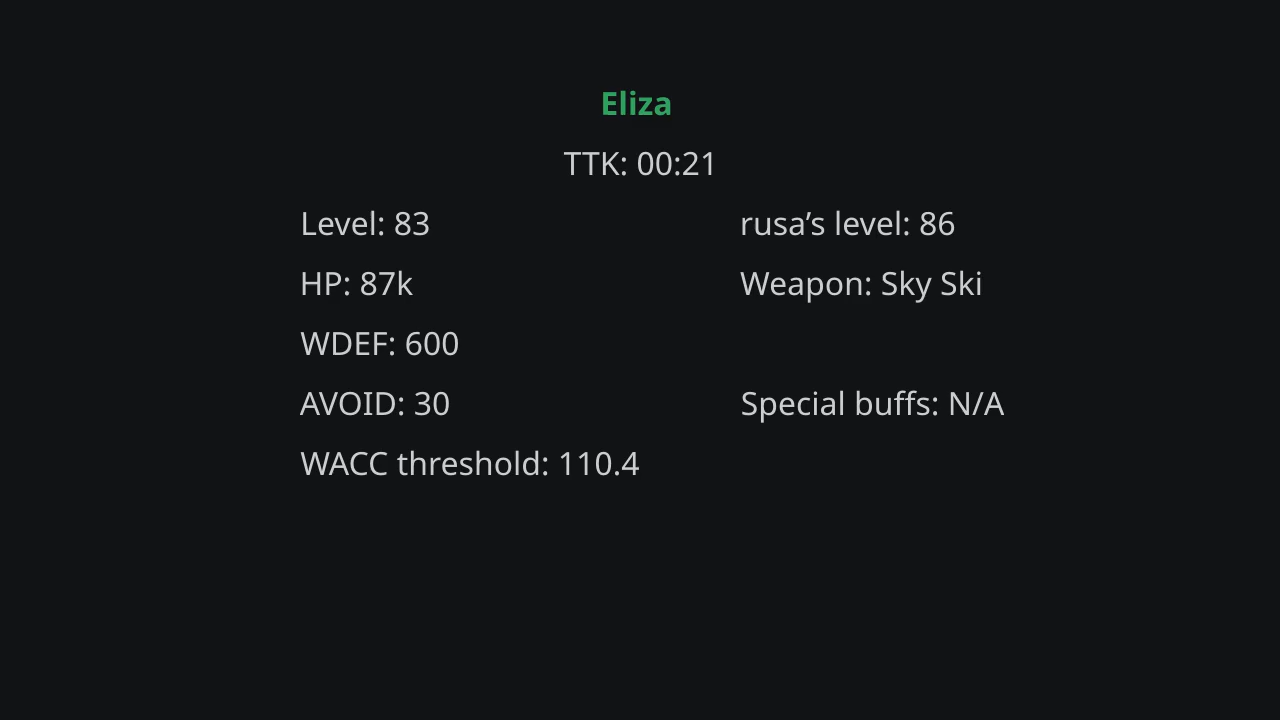 Eliza
TTK: 00:21
Level: 83 rusa’s level: 86
HP: 87k Weapon: Sky Ski
WDEF: 600
AVOID: 30 Special buffs: N/A
WACC threshold: 110.4